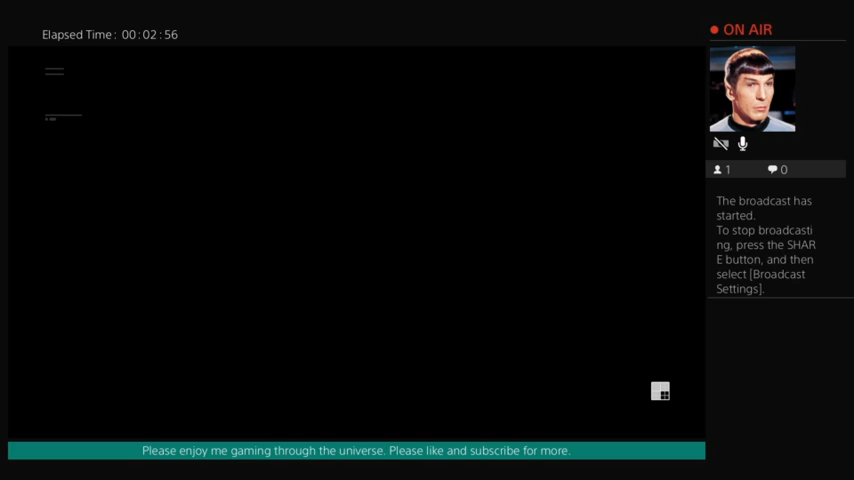 Elapsed Time: 00:02:56
ON AIR
1
0
The broadcast has
started.
To stop broadcasti
ng, press the SHAR
E button, and then
select [Broadcast
Settings].
Please enjoy me gaming through the universe. Please like and subscribe for more.